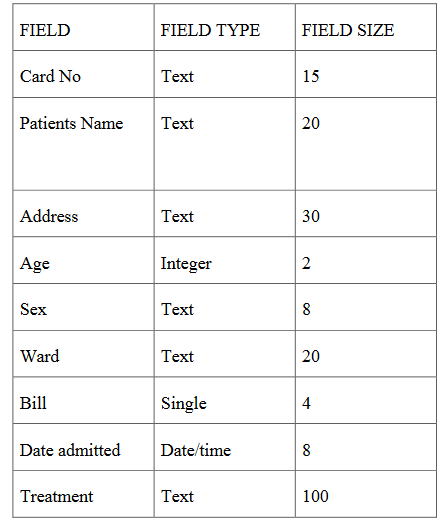 FIELD FIELD TYPE FIELD SIZE
Card No Text 15
Patients Name Text 20
Address Text 30
Age Integer 2
Sex Text 8
Ward Text 20
Bill Single 4
Date admitted Date/time 8
Treatment Text 100